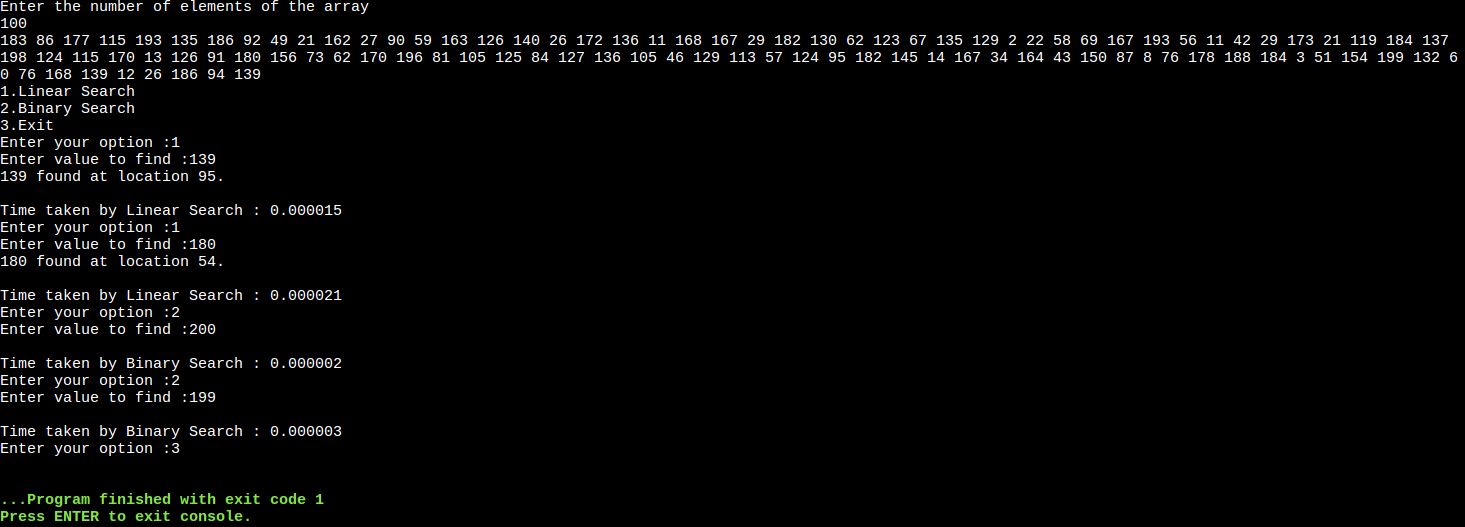 Enter the number of elements of the array
100
183 86 177 115 193 135 186 92 49 21 162 27 90 59 163 126 140 26 172 136 11 168 167 29 182 130 62 123 67 135 129 2 22 58 69 167 193 56 11 42 29 173 21 119 184 137
198 124 115 170 13 126 91 180 156 73 62 170 196 81 105 125 84 127 136 105 46 129 113 57 124 95 182 145 14 167 34 164 43 150 87 8 76 178 188 184 3 51 154 199 132 6
0 76 168 139 12 26 186 94 139
1.Linear Search
2.Binary Search
3.Exit
Enter your option :1
Enter value to find :139
139 found at location 95.
Time taken by Linear Search : 0.000015
Enter your option :1
Enter value to find :180
180 found at location 54.
Time taken by Linear Search : 0.000021
Enter your option :2
Enter value to find :200
Time taken by Binary Search : 0.000002
Enter your option :2
Enter value to find :199
Time taken by Binary Search : 0.000003
Enter your option :3
...Program finished with exit code 1
Press ENTER to exit console.